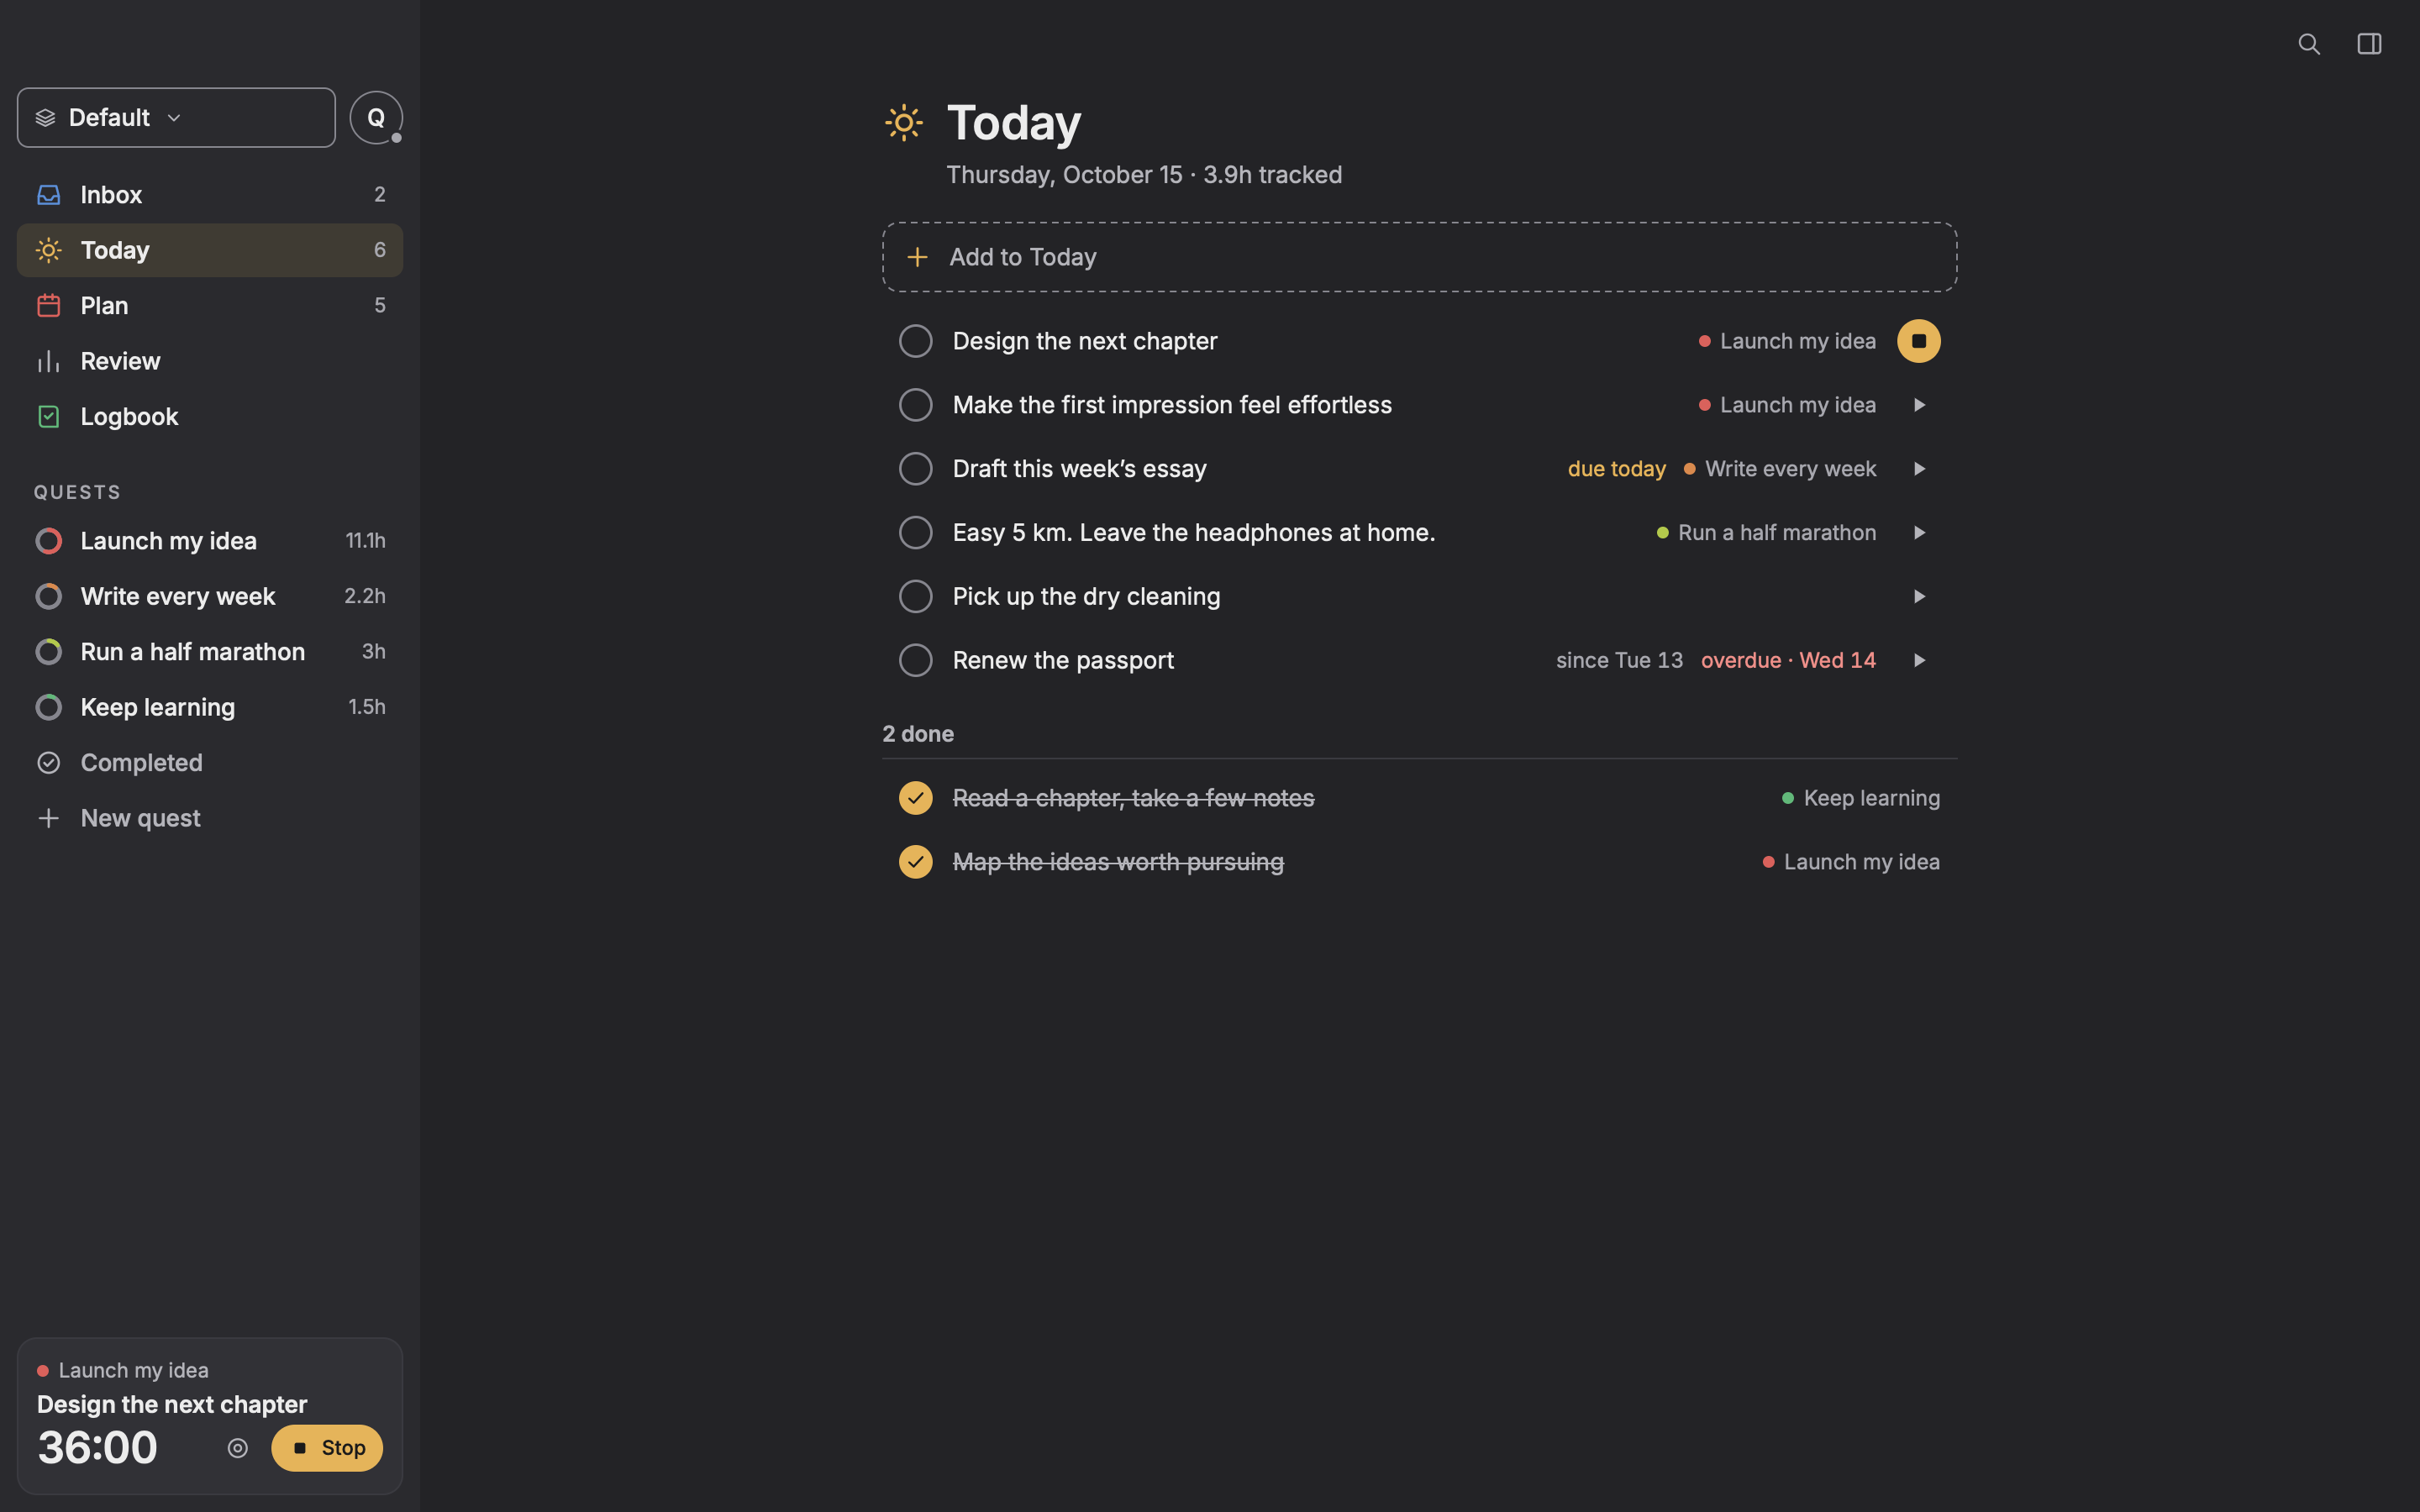 Default
Q
Inbox 2
Today 6
Plan 5
Review
Logbook
QUESTS
Launch my idea 11.1h
Write every week 2.2h
Run a half marathon 3h
Keep learning 1.5h
Completed
New quest
Launch my idea
Design the next chapter
36:00 Stop
Today
Thursday, October 15 · 3.9h tracked
Add to Today
Design the next chapter Launch my idea
Make the first impression feel effortless Launch my idea
Draft this week’s essay due today Write every week
Easy 5 km. Leave the headphones at home. Run a half marathon
Pick up the dry cleaning
Renew the passport since Tue 13 overdue · Wed 14
2 done
Read a chapter, take a few notes Keep learning
Map the ideas worth pursuing Launch my idea